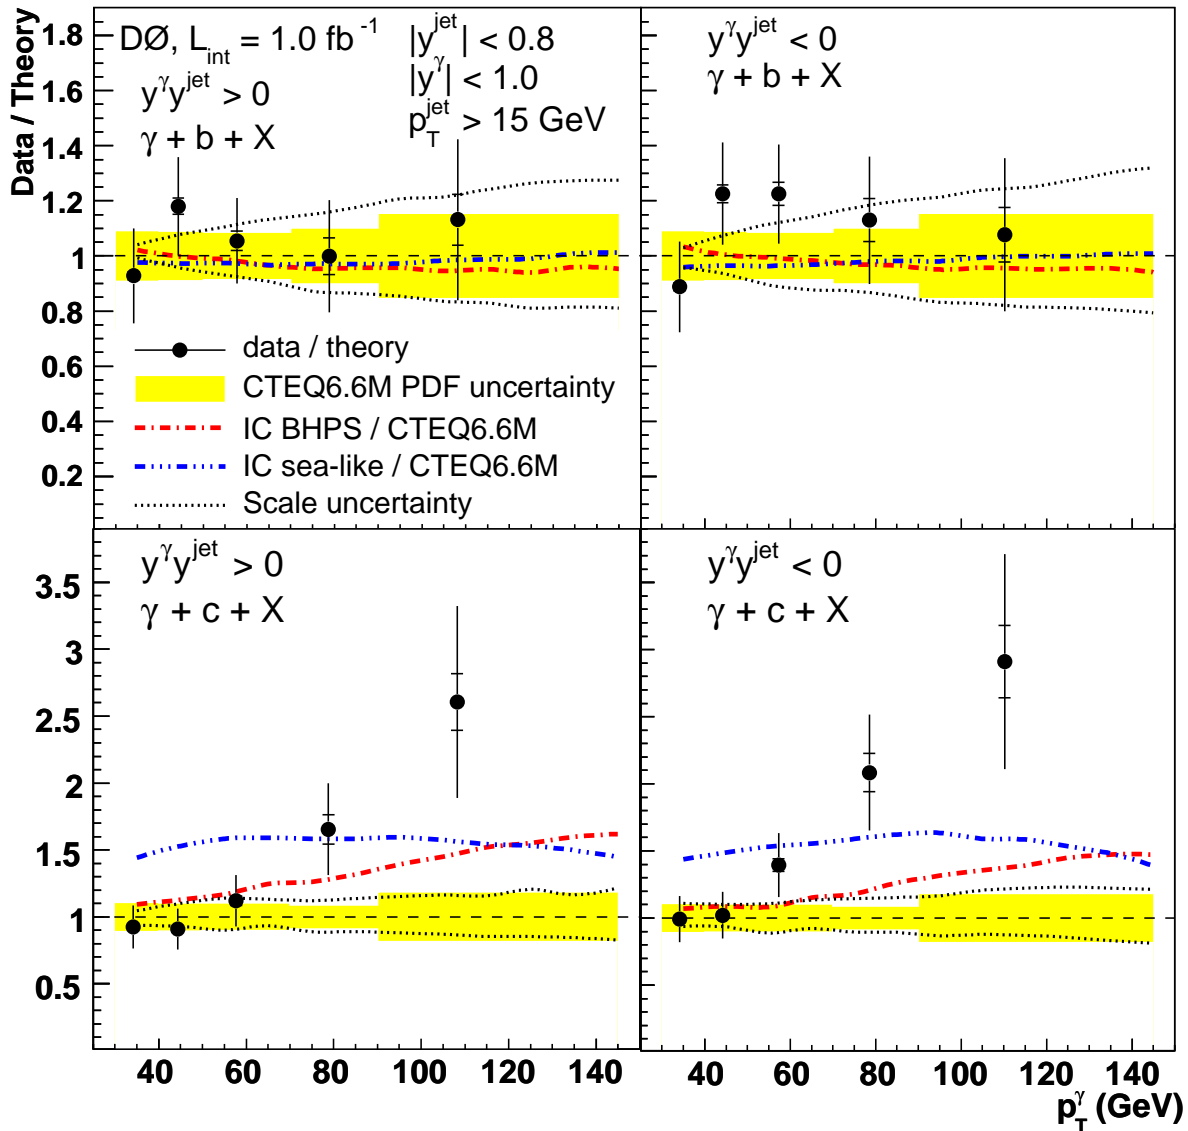 Data / Theory
1.8
1.6
1.4
1.2
1
0.8
0.6
0.4
0.2
DØ, L_int = 1.0 fb^-1
|y^jet| < 0.8
|y^γ| < 1.0
p_T^jet > 15 GeV
y^γ y^jet > 0
γ + b + X
data / theory
CTEQ6.6M PDF uncertainty
IC BHPS / CTEQ6.6M
IC sea-like / CTEQ6.6M
Scale uncertainty
y^γ y^jet < 0
γ + b + X
3.5
3
2.5
2
1.5
1
0.5
y^γ y^jet > 0
γ + c + X
y^γ y^jet < 0
γ + c + X
40 60 80 100 120 140
40 60 80 100 120 140
p_T^γ (GeV)